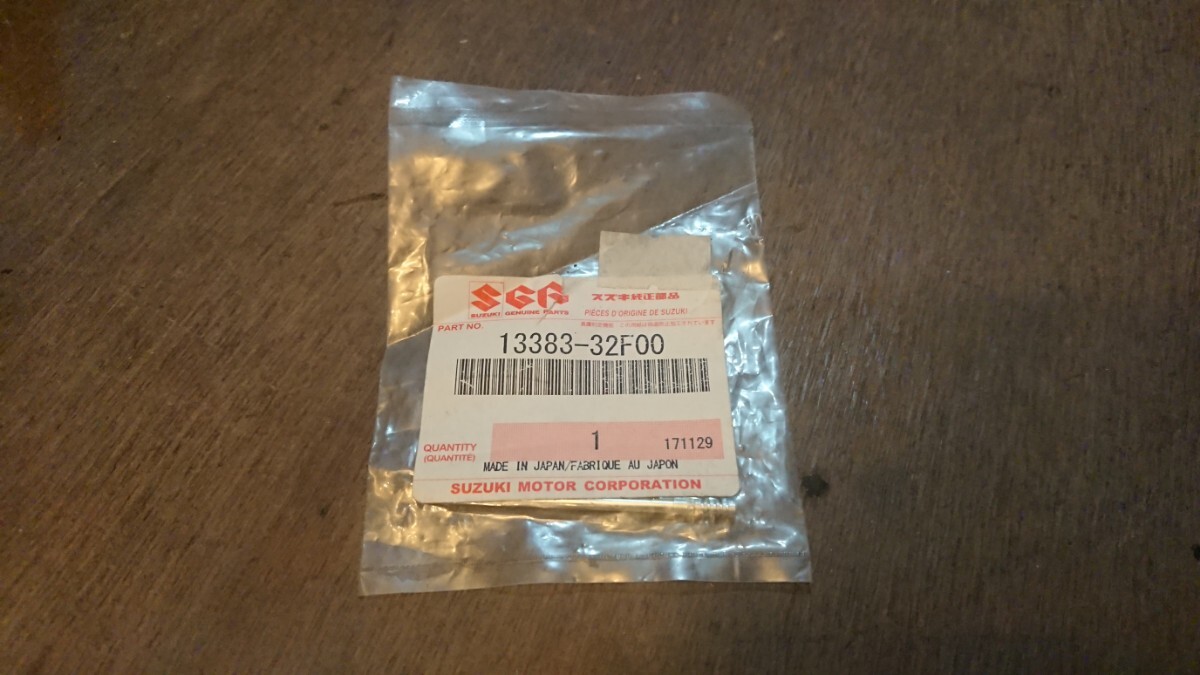 SGP
スズキ純正部品
SUZUKI GENUINE PARTS
PIÈCES D'ORIGINE DE SUZUKI
PART NO.
13383-32F00
QUANTITY
(QUANTITÉ)
1
171129
MADE IN JAPAN/FABRIQUE AU JAPON
SUZUKI MOTOR CORPORATION